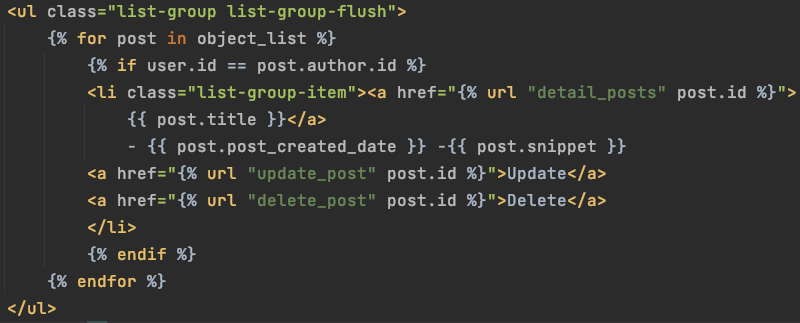 <ul class="list-group list-group-flush">
{% for post in object_list %}
{% if user.id == post.author.id %}
<li class="list-group-item"><a href="{% url "detail_posts" post.id %}">
{{ post.title }}</a>
- {{ post.post_created_date }} -{{ post.snippet }}
<a href="{% url "update_post" post.id %}">Update</a>
<a href="{% url "delete_post" post.id %}">Delete</a>
</li>
{% endif %}
{% endfor %}
</ul>